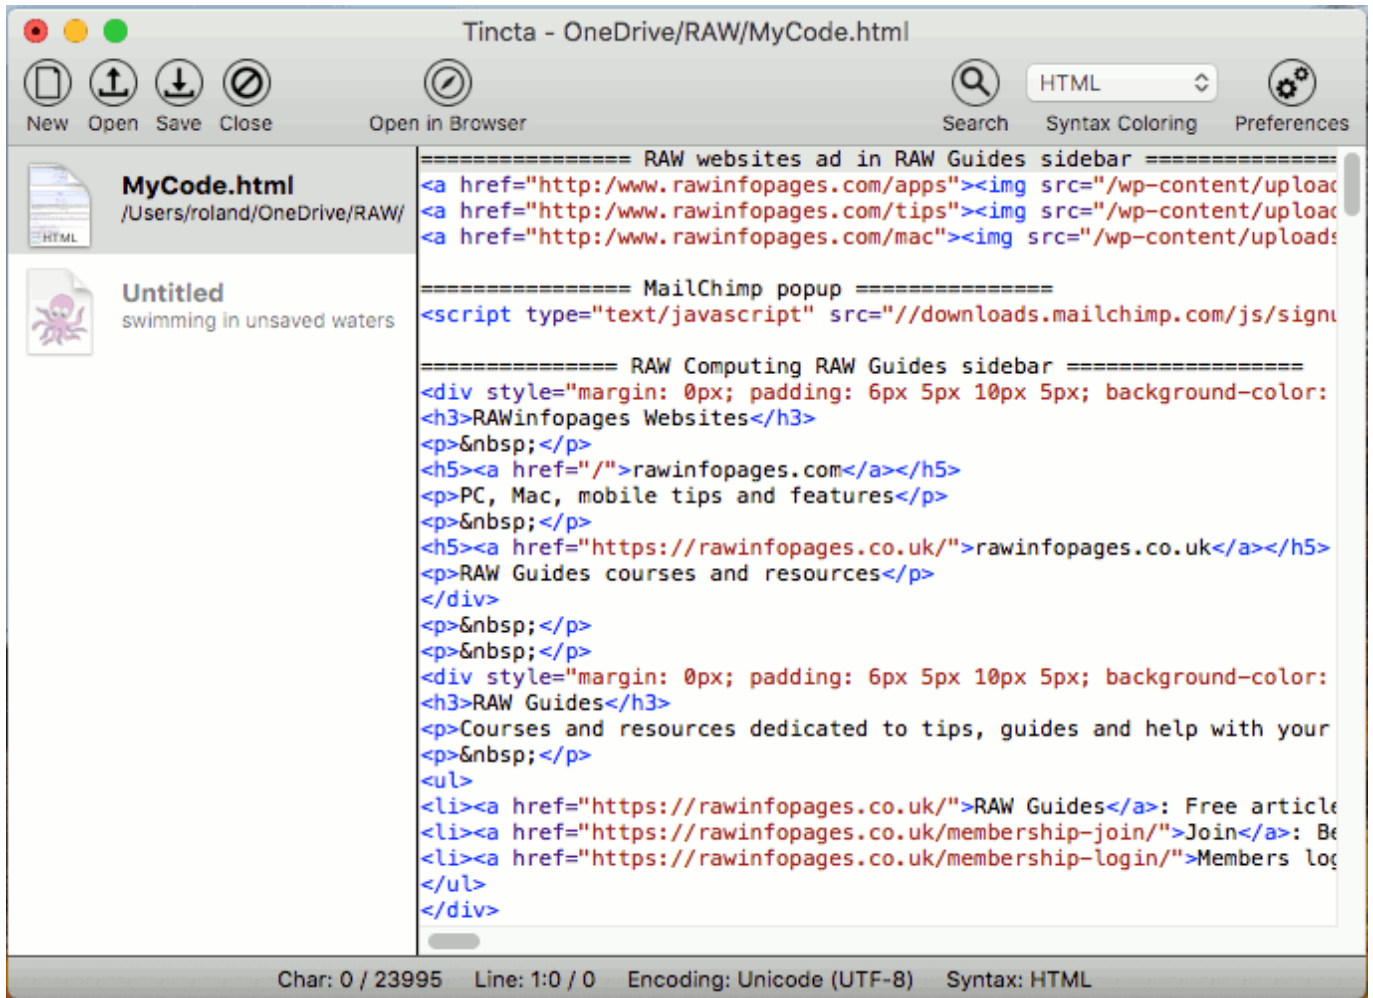 Tincta - OneDrive/RAW/MyCode.html
New Open Save Close Open in Browser Search HTML Syntax Coloring Preferences
MyCode.html
/Users/roland/OneDrive/RAW/
HTML
Untitled
swimming in unsaved waters
================ RAW websites ad in RAW Guides sidebar ===============
<a href="http:/www.rawinfopages.com/apps"><img src="/wp-content/upload
<a href="http:/www.rawinfopages.com/tips"><img src="/wp-content/upload
<a href="http:/www.rawinfopages.com/mac"><img src="/wp-content/uploads
================ MailChimp popup ===============
<script type="text/javascript" src="//downloads.mailchimp.com/js/signu
=============== RAW Computing RAW Guides sidebar ==================
<div style="margin: 0px; padding: 6px 5px 10px 5px; background-color:
<h3>RAWinfopages Websites</h3>
<p>&nbsp;</p>
<h5><a href="/">rawinfopages.com</a></h5>
<p>PC, Mac, mobile tips and features</p>
<p>&nbsp;</p>
<h5><a href="https://rawinfopages.co.uk/">rawinfopages.co.uk</a></h5>
<p>RAW Guides courses and resources</p>
</div>
<p>&nbsp;</p>
<p>&nbsp;</p>
<div style="margin: 0px; padding: 6px 5px 10px 5px; background-color:
<h3>RAW Guides</h3>
<p>Courses and resources dedicated to tips, guides and help with your
<p>&nbsp;</p>
<ul>
<li><a href="https://rawinfopages.co.uk/">RAW Guides</a>: Free article
<li><a href="https://rawinfopages.co.uk/membership-join/">Join</a>: Be
<li><a href="https://rawinfopages.co.uk/membership-login/">Members log
</ul>
</div>
Char: 0 / 23995 Line: 1:0 / 0 Encoding: Unicode (UTF-8) Syntax: HTML